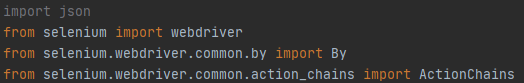 import json
from selenium import webdriver
from selenium.webdriver.common.by import By
from selenium.webdriver.common.action_chains import ActionChains